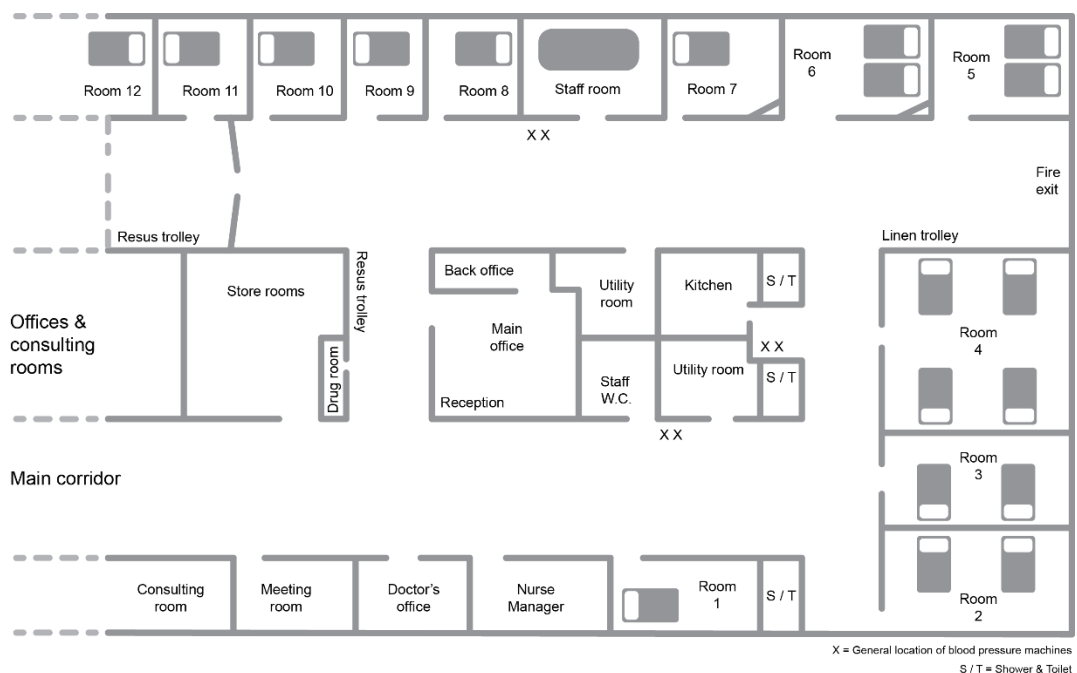 Room 12
Room 11
Room 10
Room 9
Room 8
Staff room
Room 7
Room
6
Room
5
X X
Fire
exit
Resus trolley
Linen trolley
Resus trolley
Store rooms
Back office
Utility
room
Kitchen
S / T
Offices &
consulting
rooms
Main
office
X X
Room
4
Drug room
Utility room
S / T
Staff
W.C.
Reception
X X
Main corridor
Room
3
Consulting
room
Meeting
room
Doctor's
office
Nurse
Manager
Room
1
S / T
Room
2
X = General location of blood pressure machines
S / T = Shower & Toilet